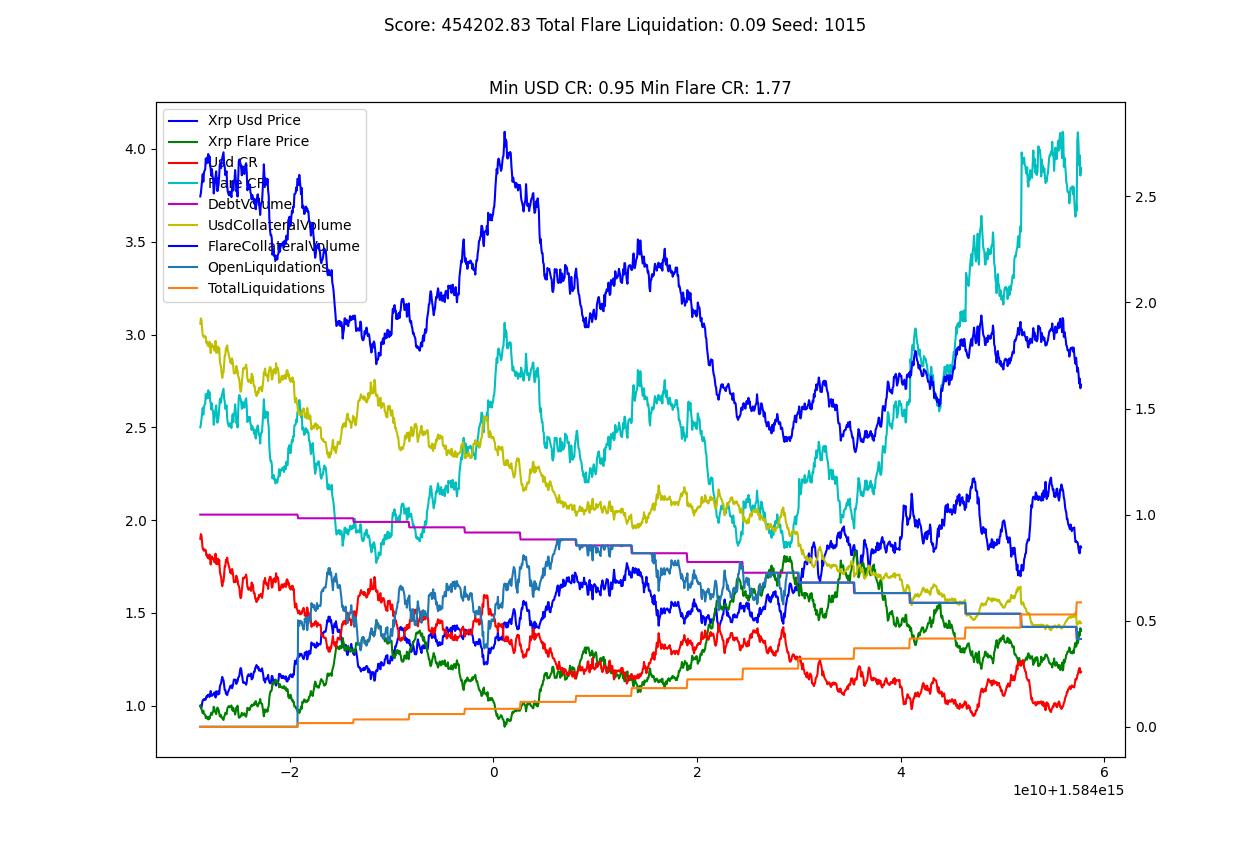 Score: 454202.83 Total Flare Liquidation: 0.09 Seed: 1015
Min USD CR: 0.95 Min Flare CR: 1.77
Xrp Usd Price
Xrp Flare Price
Usd CR
Flare CR
DebtVolume
UsdCollateralVolume
FlareCollateralVolume
OpenLiquidations
TotalLiquidations
4.0
3.5
3.0
2.5
2.0
1.5
1.0
2.5
2.0
1.5
1.0
0.5
0.0
−2
0
2
4
6
1e10+1.584e15